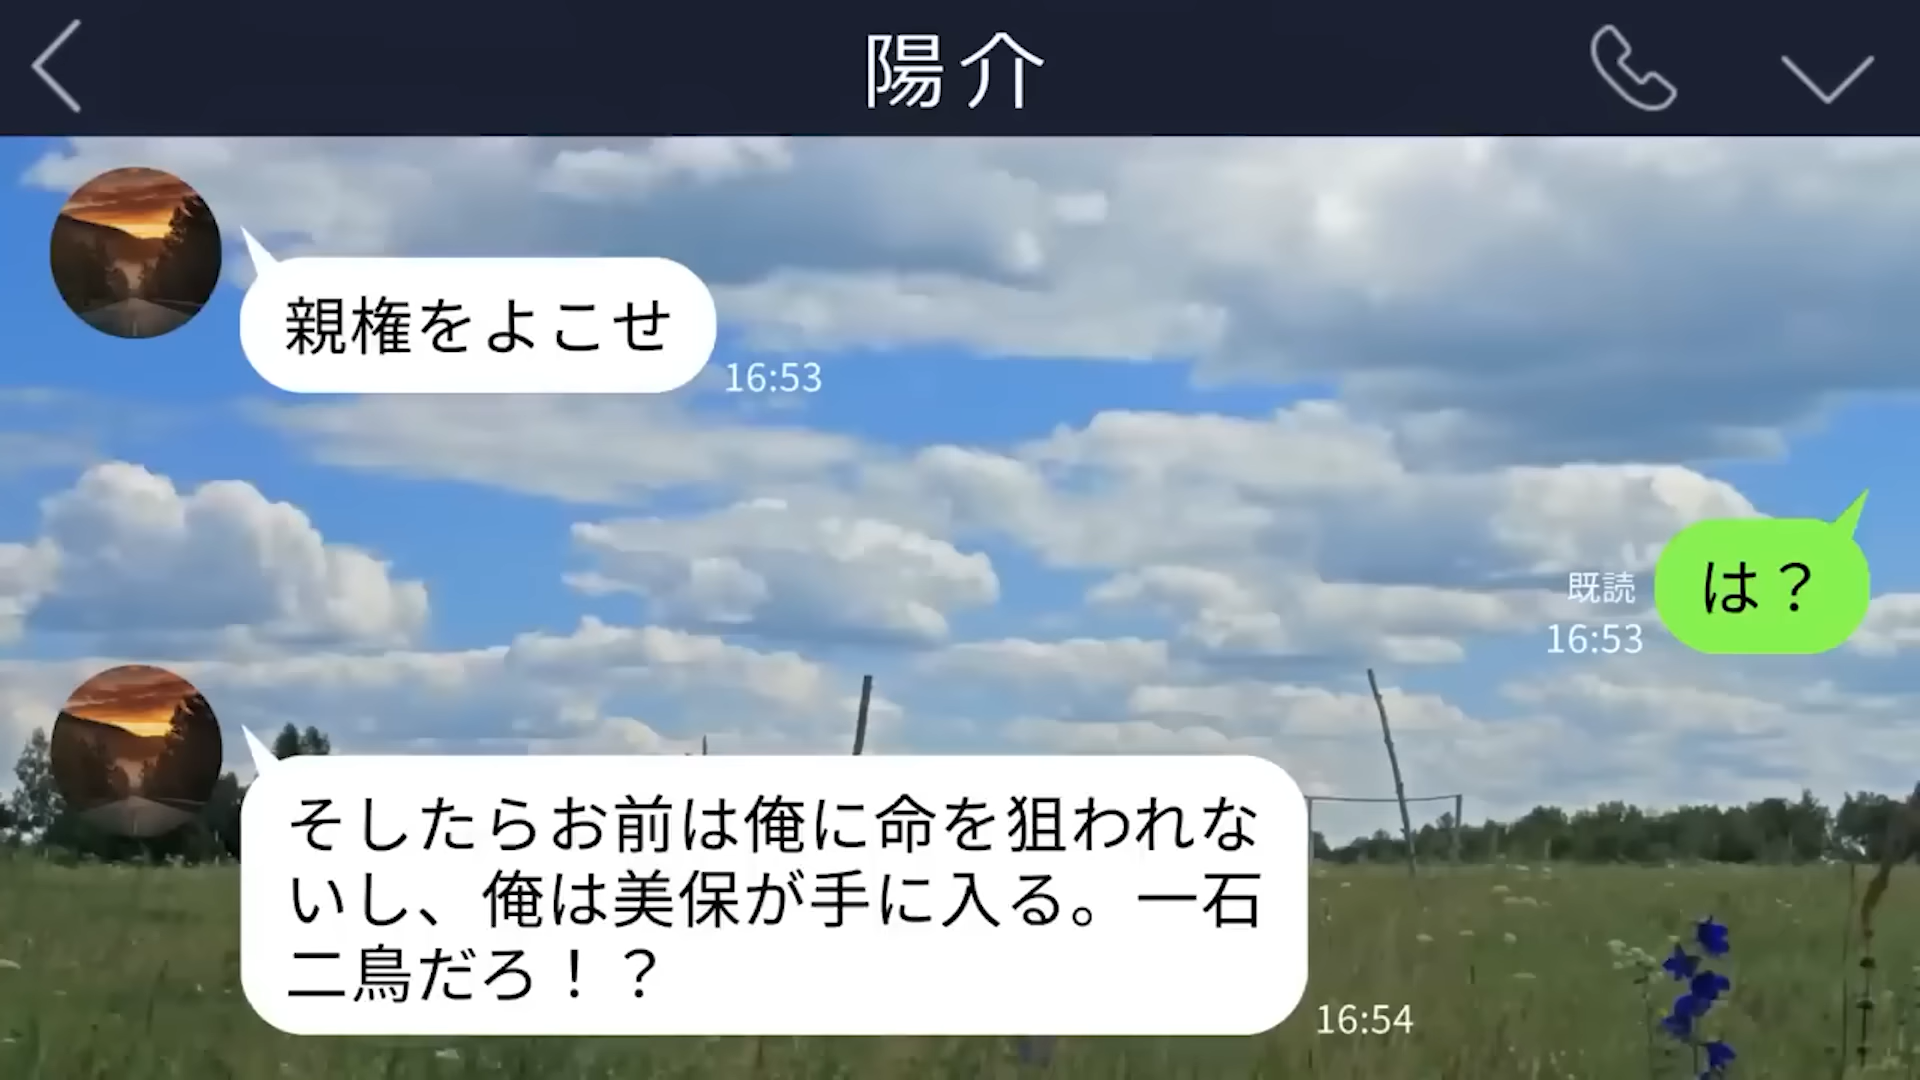 陽介
親権をよこせ
16:53
は？
既読
16:53
そしたらお前は俺に命を狙われな
いし、俺は美保が手に入る。一石
二鳥だろ！？
16:54